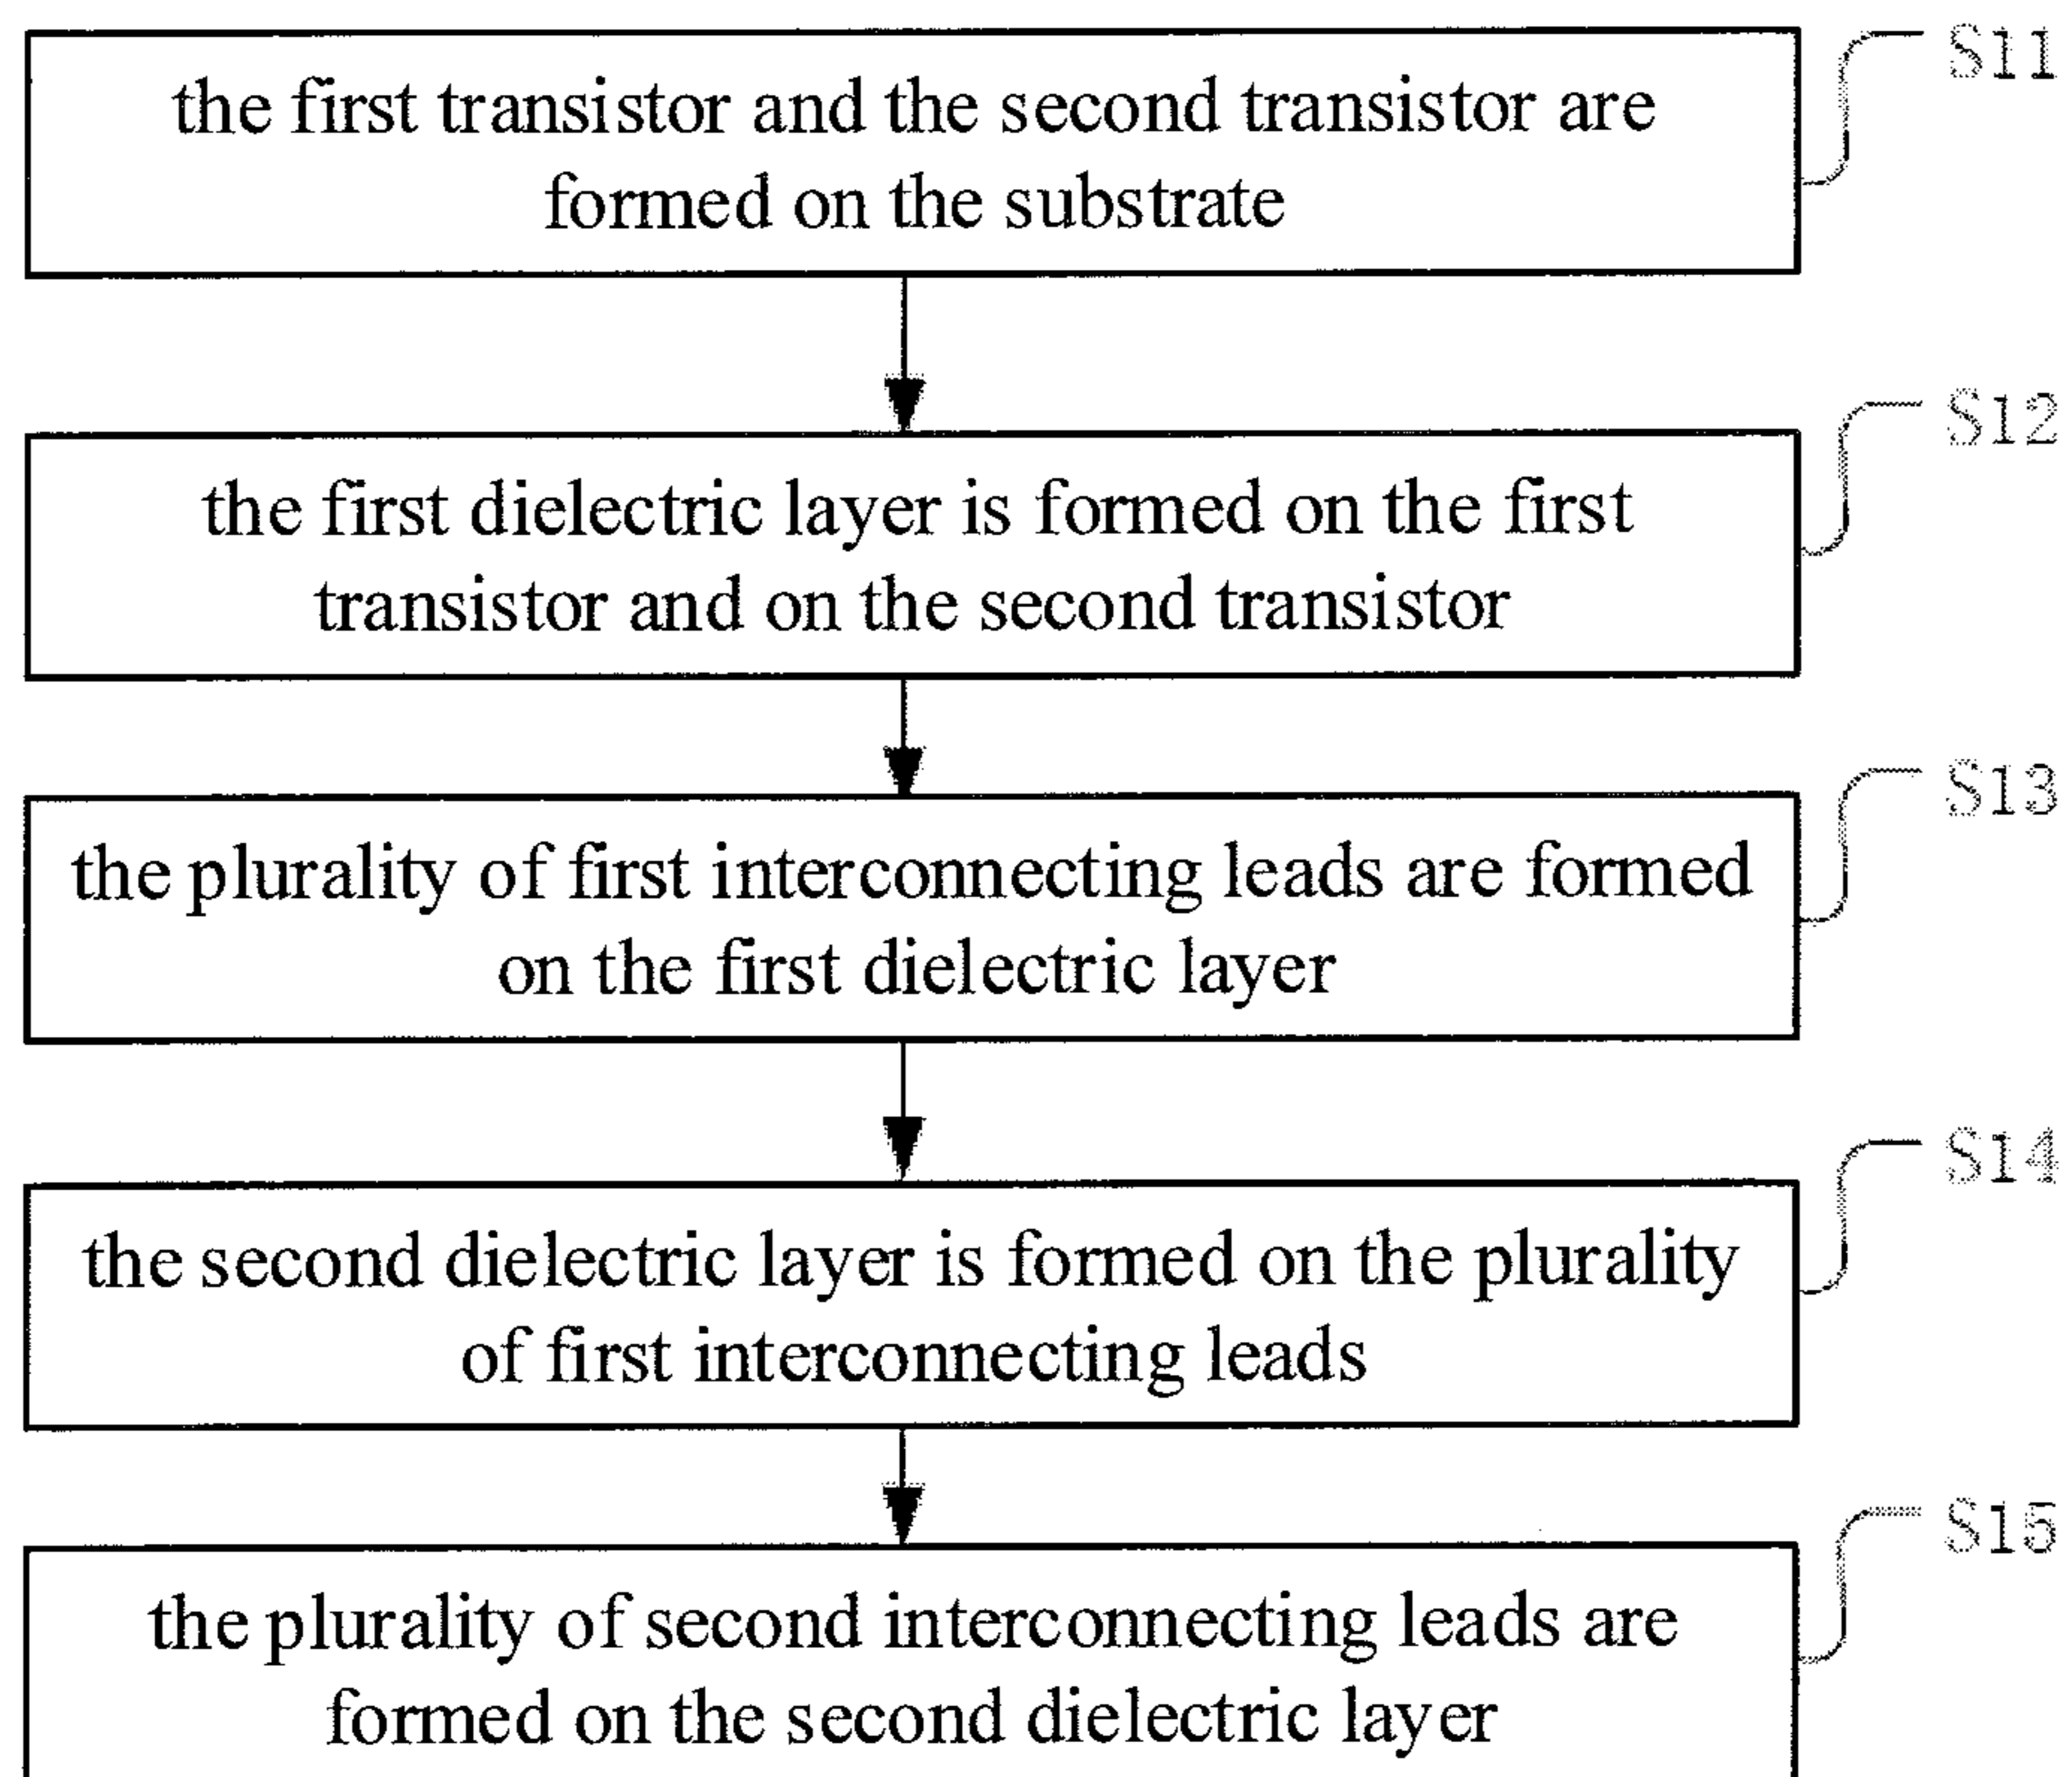 the first transistor and the second transistor are
formed on the substrate
S11
the first dielectric layer is formed on the first
transistor and on the second transistor
S12
the plurality of first interconnecting leads are formed
on the first dielectric layer
S13
the second dielectric layer is formed on the plurality
of first interconnecting leads
S14
the plurality of second interconnecting leads are
formed on the second dielectric layer
S15